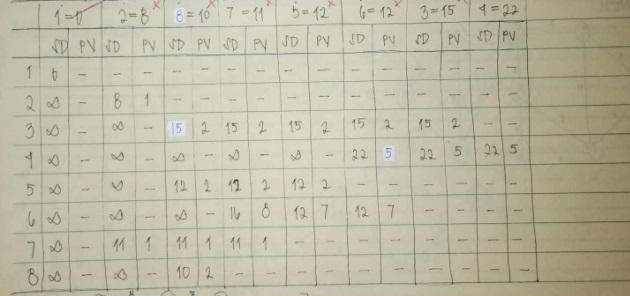 1=0 2=8 8=10 7=11 5=12 6=12 3=15 4=22
SD PV SD PV SD PV SD PV SD PV SD PV SD PV SD PV
1 0 - - - - - - - - - - - - - - -
2 ∞ - 8 1 - - - - - - - - - - - -
3 ∞ - ∞ - 15 2 15 2 15 2 15 2 15 2 - -
4 ∞ - ∞ - ∞ - ∞ - ∞ - 22 5 22 5 22 5
5 ∞ - ∞ - 12 2 12 2 12 2 - - - - - -
6 ∞ - ∞ - ∞ - 16 8 12 7 12 7 - - - -
7 ∞ - 11 1 11 1 11 1 - - - - - - - -
8 ∞ - ∞ - 10 2 - - - - - - - - - -